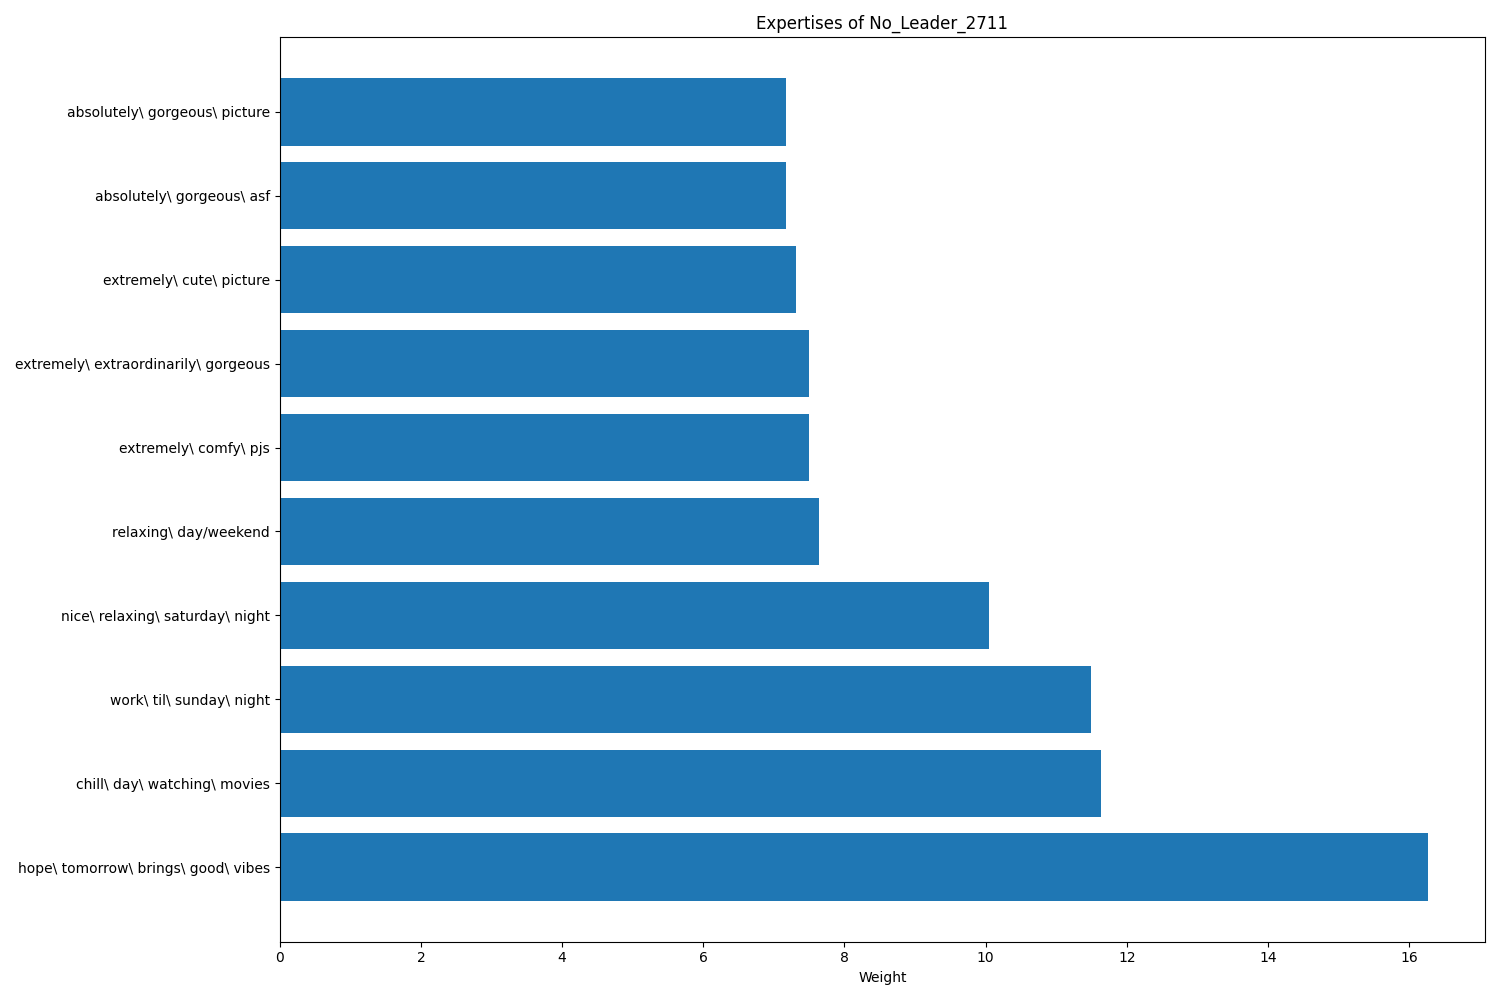 Expertises of No_Leader_2711
absolutely\ gorgeous\ picture
absolutely\ gorgeous\ asf
extremely\ cute\ picture
extremely\ extraordinarily\ gorgeous
extremely\ comfy\ pjs
relaxing\ day/weekend
nice\ relaxing\ saturday\ night
work\ til\ sunday\ night
chill\ day\ watching\ movies
hope\ tomorrow\ brings\ good\ vibes
0 2 4 6 8 10 12 14 16
Weight